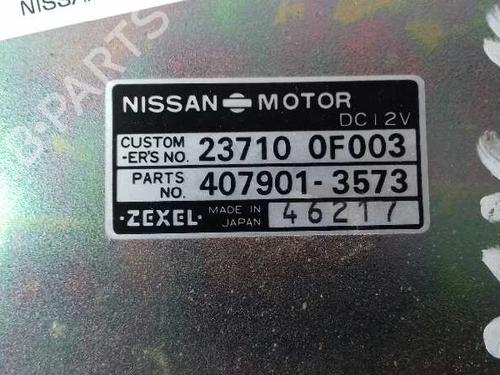 NISSAN
B-PARTS
NISSAN MOTOR
DC12V
CUSTOM
-ER'S NO. 23710 0F003
PARTS
NO. 407901-3573
·ZEXEL· MADE IN
JAPAN 46217